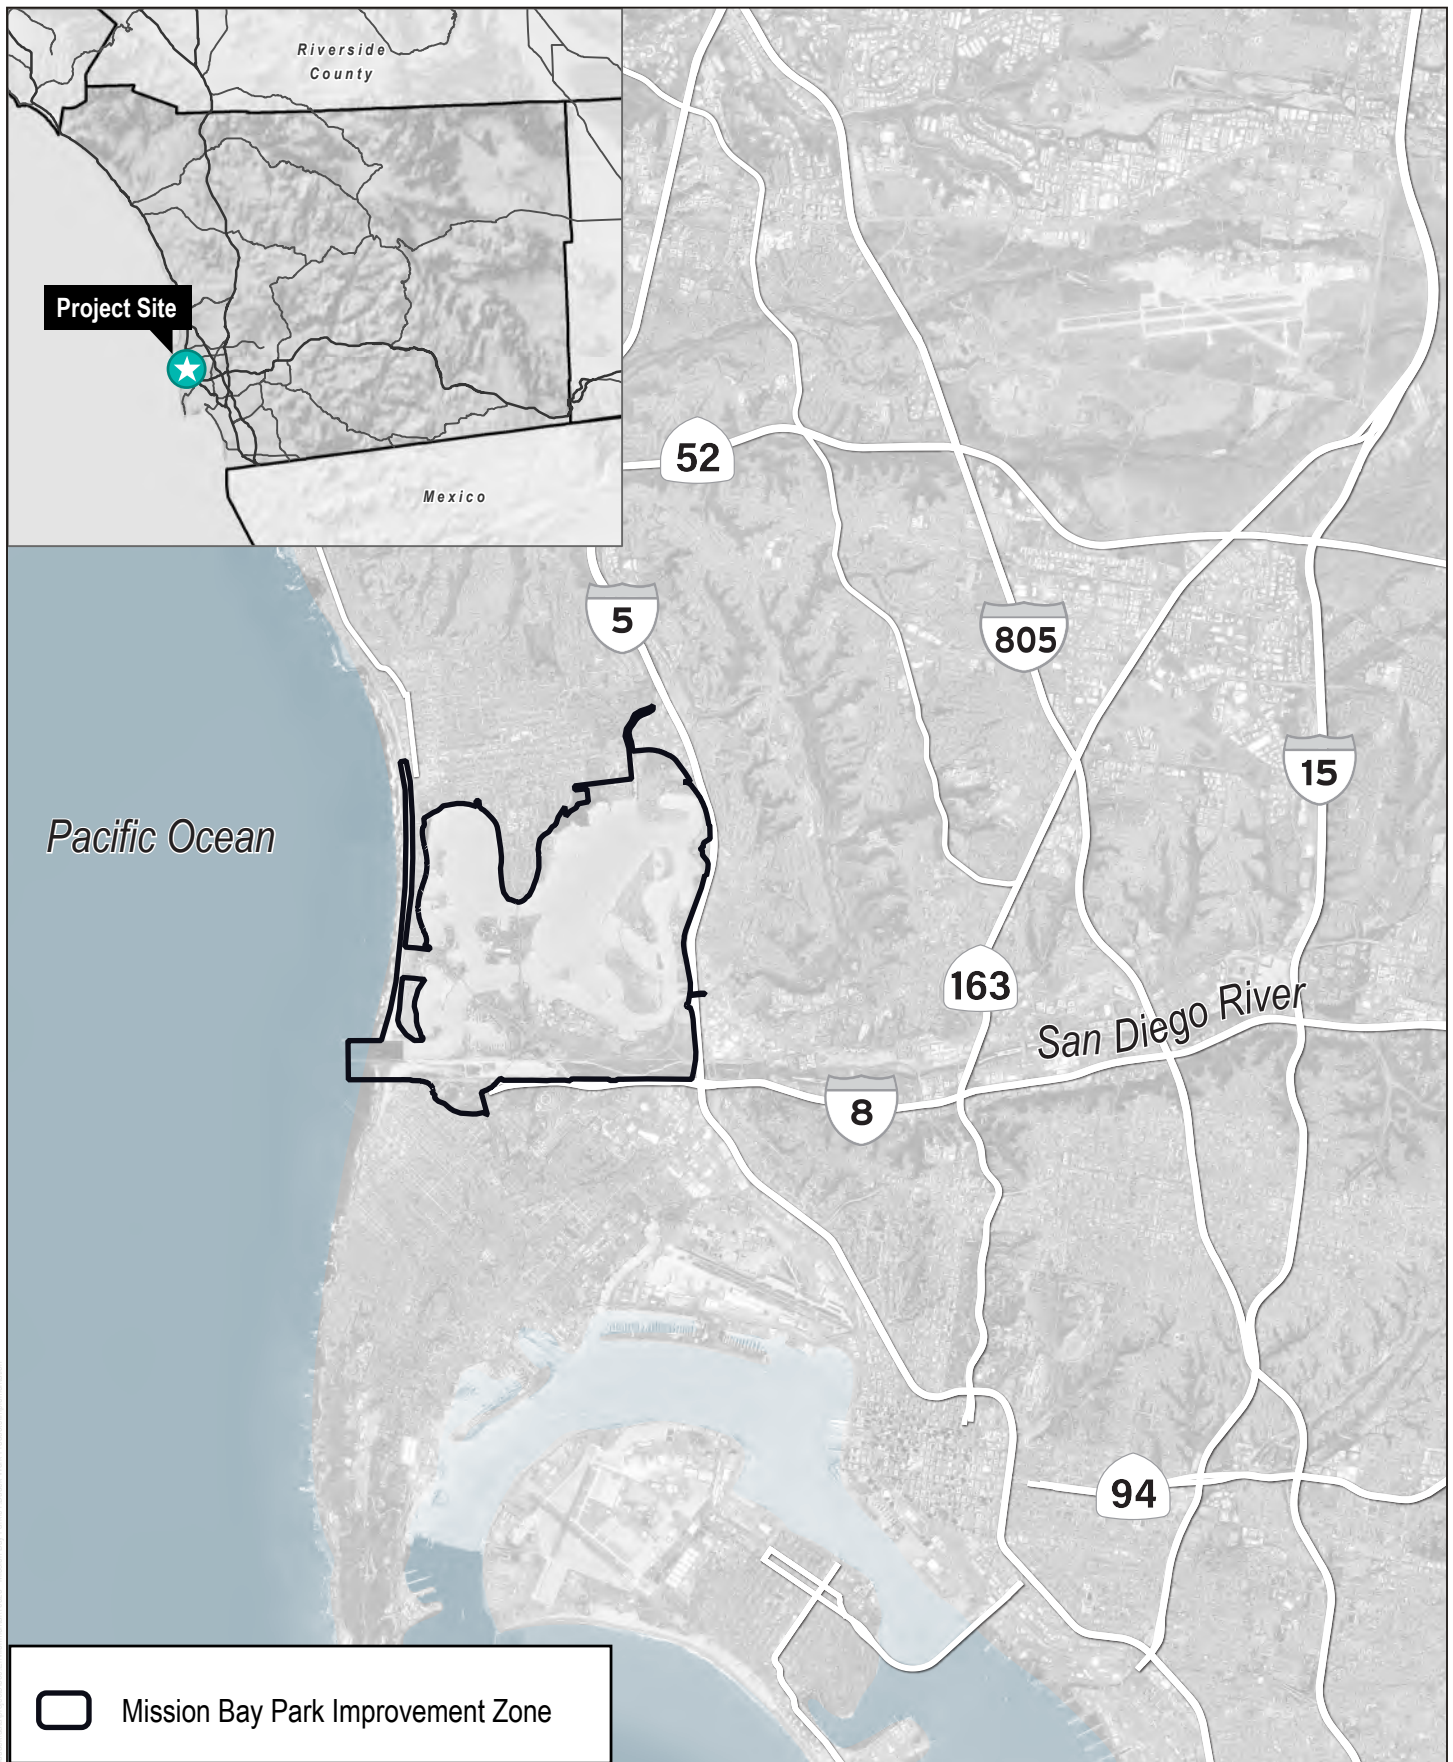 Riverside
County
Project Site
Mexico
52
5
805
15
Pacific Ocean
163
San Diego River
8
94
Mission Bay Park Improvement Zone